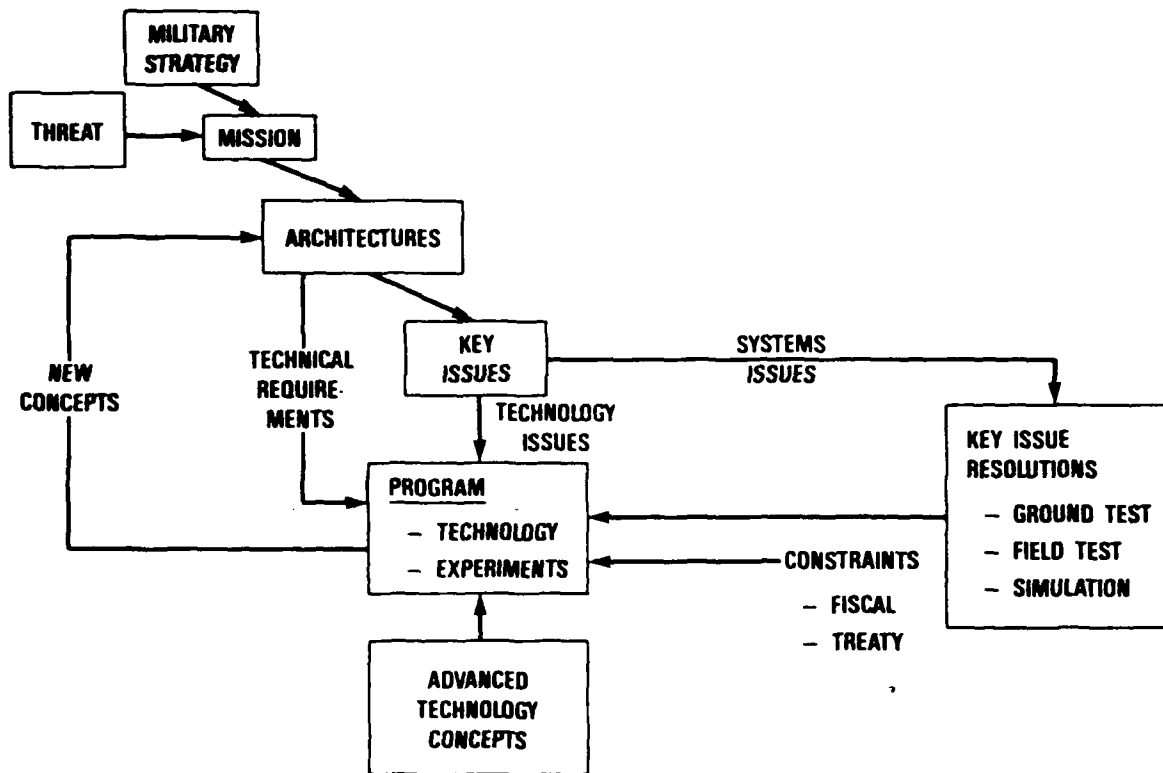 MILITARY
STRATEGY
THREAT
MISSION
ARCHITECTURES
NEW
CONCEPTS
TECHNICAL
REQUIRE-
MENTS
KEY
ISSUES
SYSTEMS
ISSUES
TECHNOLOGY
ISSUES
KEY ISSUE
RESOLUTIONS
– GROUND TEST
– FIELD TEST
– SIMULATION
PROGRAM
– TECHNOLOGY
– EXPERIMENTS
CONSTRAINTS
– FISCAL
– TREATY
ADVANCED
TECHNOLOGY
CONCEPTS